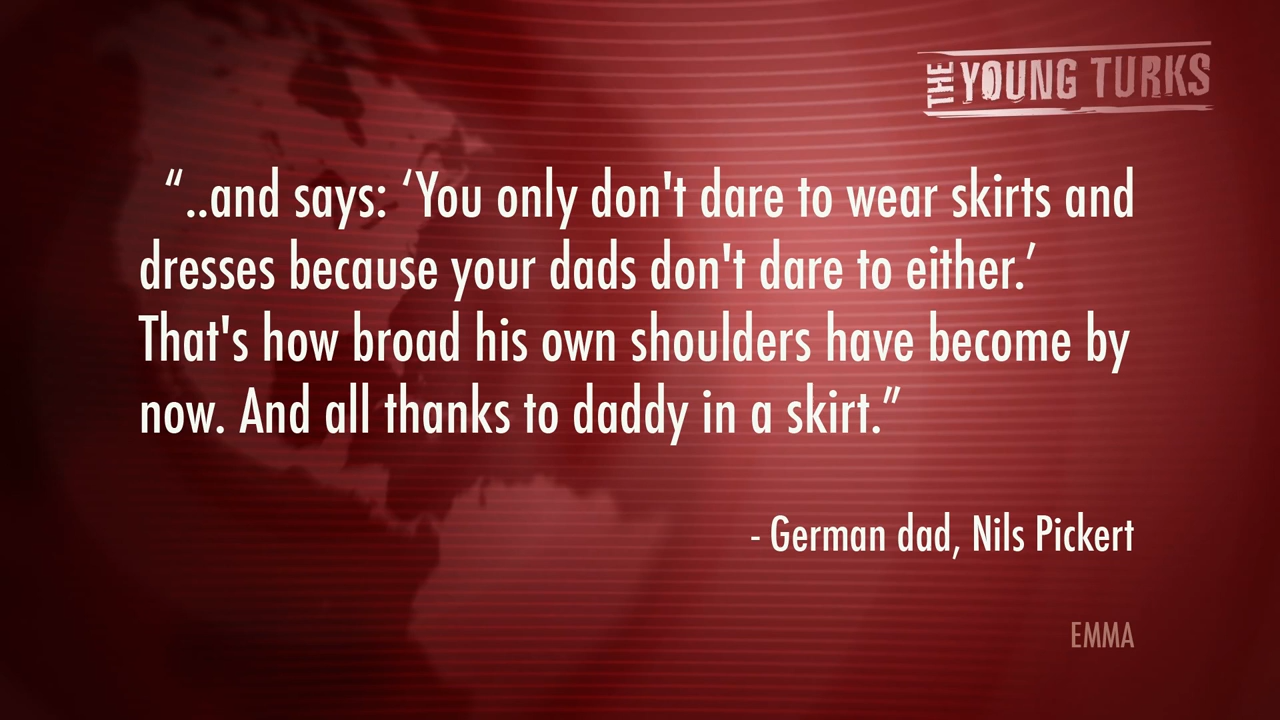 THE YOUNG TURKS
“..and says: ‘You only don't dare to wear skirts and
dresses because your dads don't dare to either.’
That's how broad his own shoulders have become by
now. And all thanks to daddy in a skirt.”
- German dad, Nils Pickert
EMMA